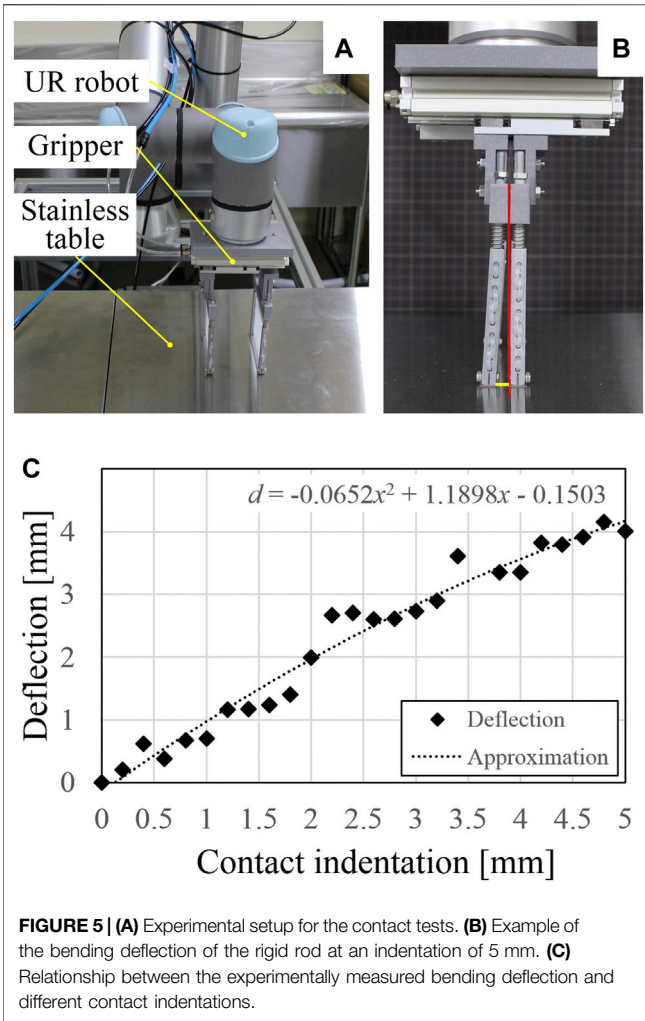 A
UR robot
Gripper
Stainless
table
B
C
d = -0.0652x² + 1.1898x - 0.1503
Deflection [mm]
4
3
2
1
0
Deflection
Approximation
0 0.5 1 1.5 2 2.5 3 3.5 4 4.5 5
Contact indentation [mm]
FIGURE 5 | (A) Experimental setup for the contact tests. (B) Example of
the bending deflection of the rigid rod at an indentation of 5 mm. (C)
Relationship between the experimentally measured bending deflection and
different contact indentations.